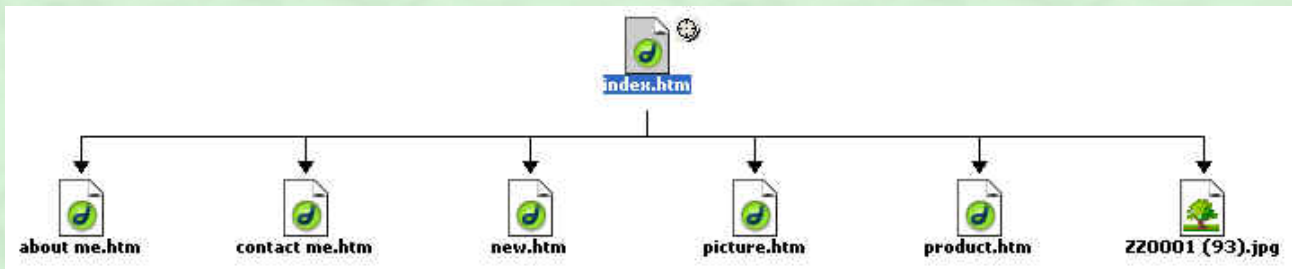 index.htm
about me.htm
contact me.htm
new.htm
picture.htm
product.htm
ZZ0001 (93).jpg